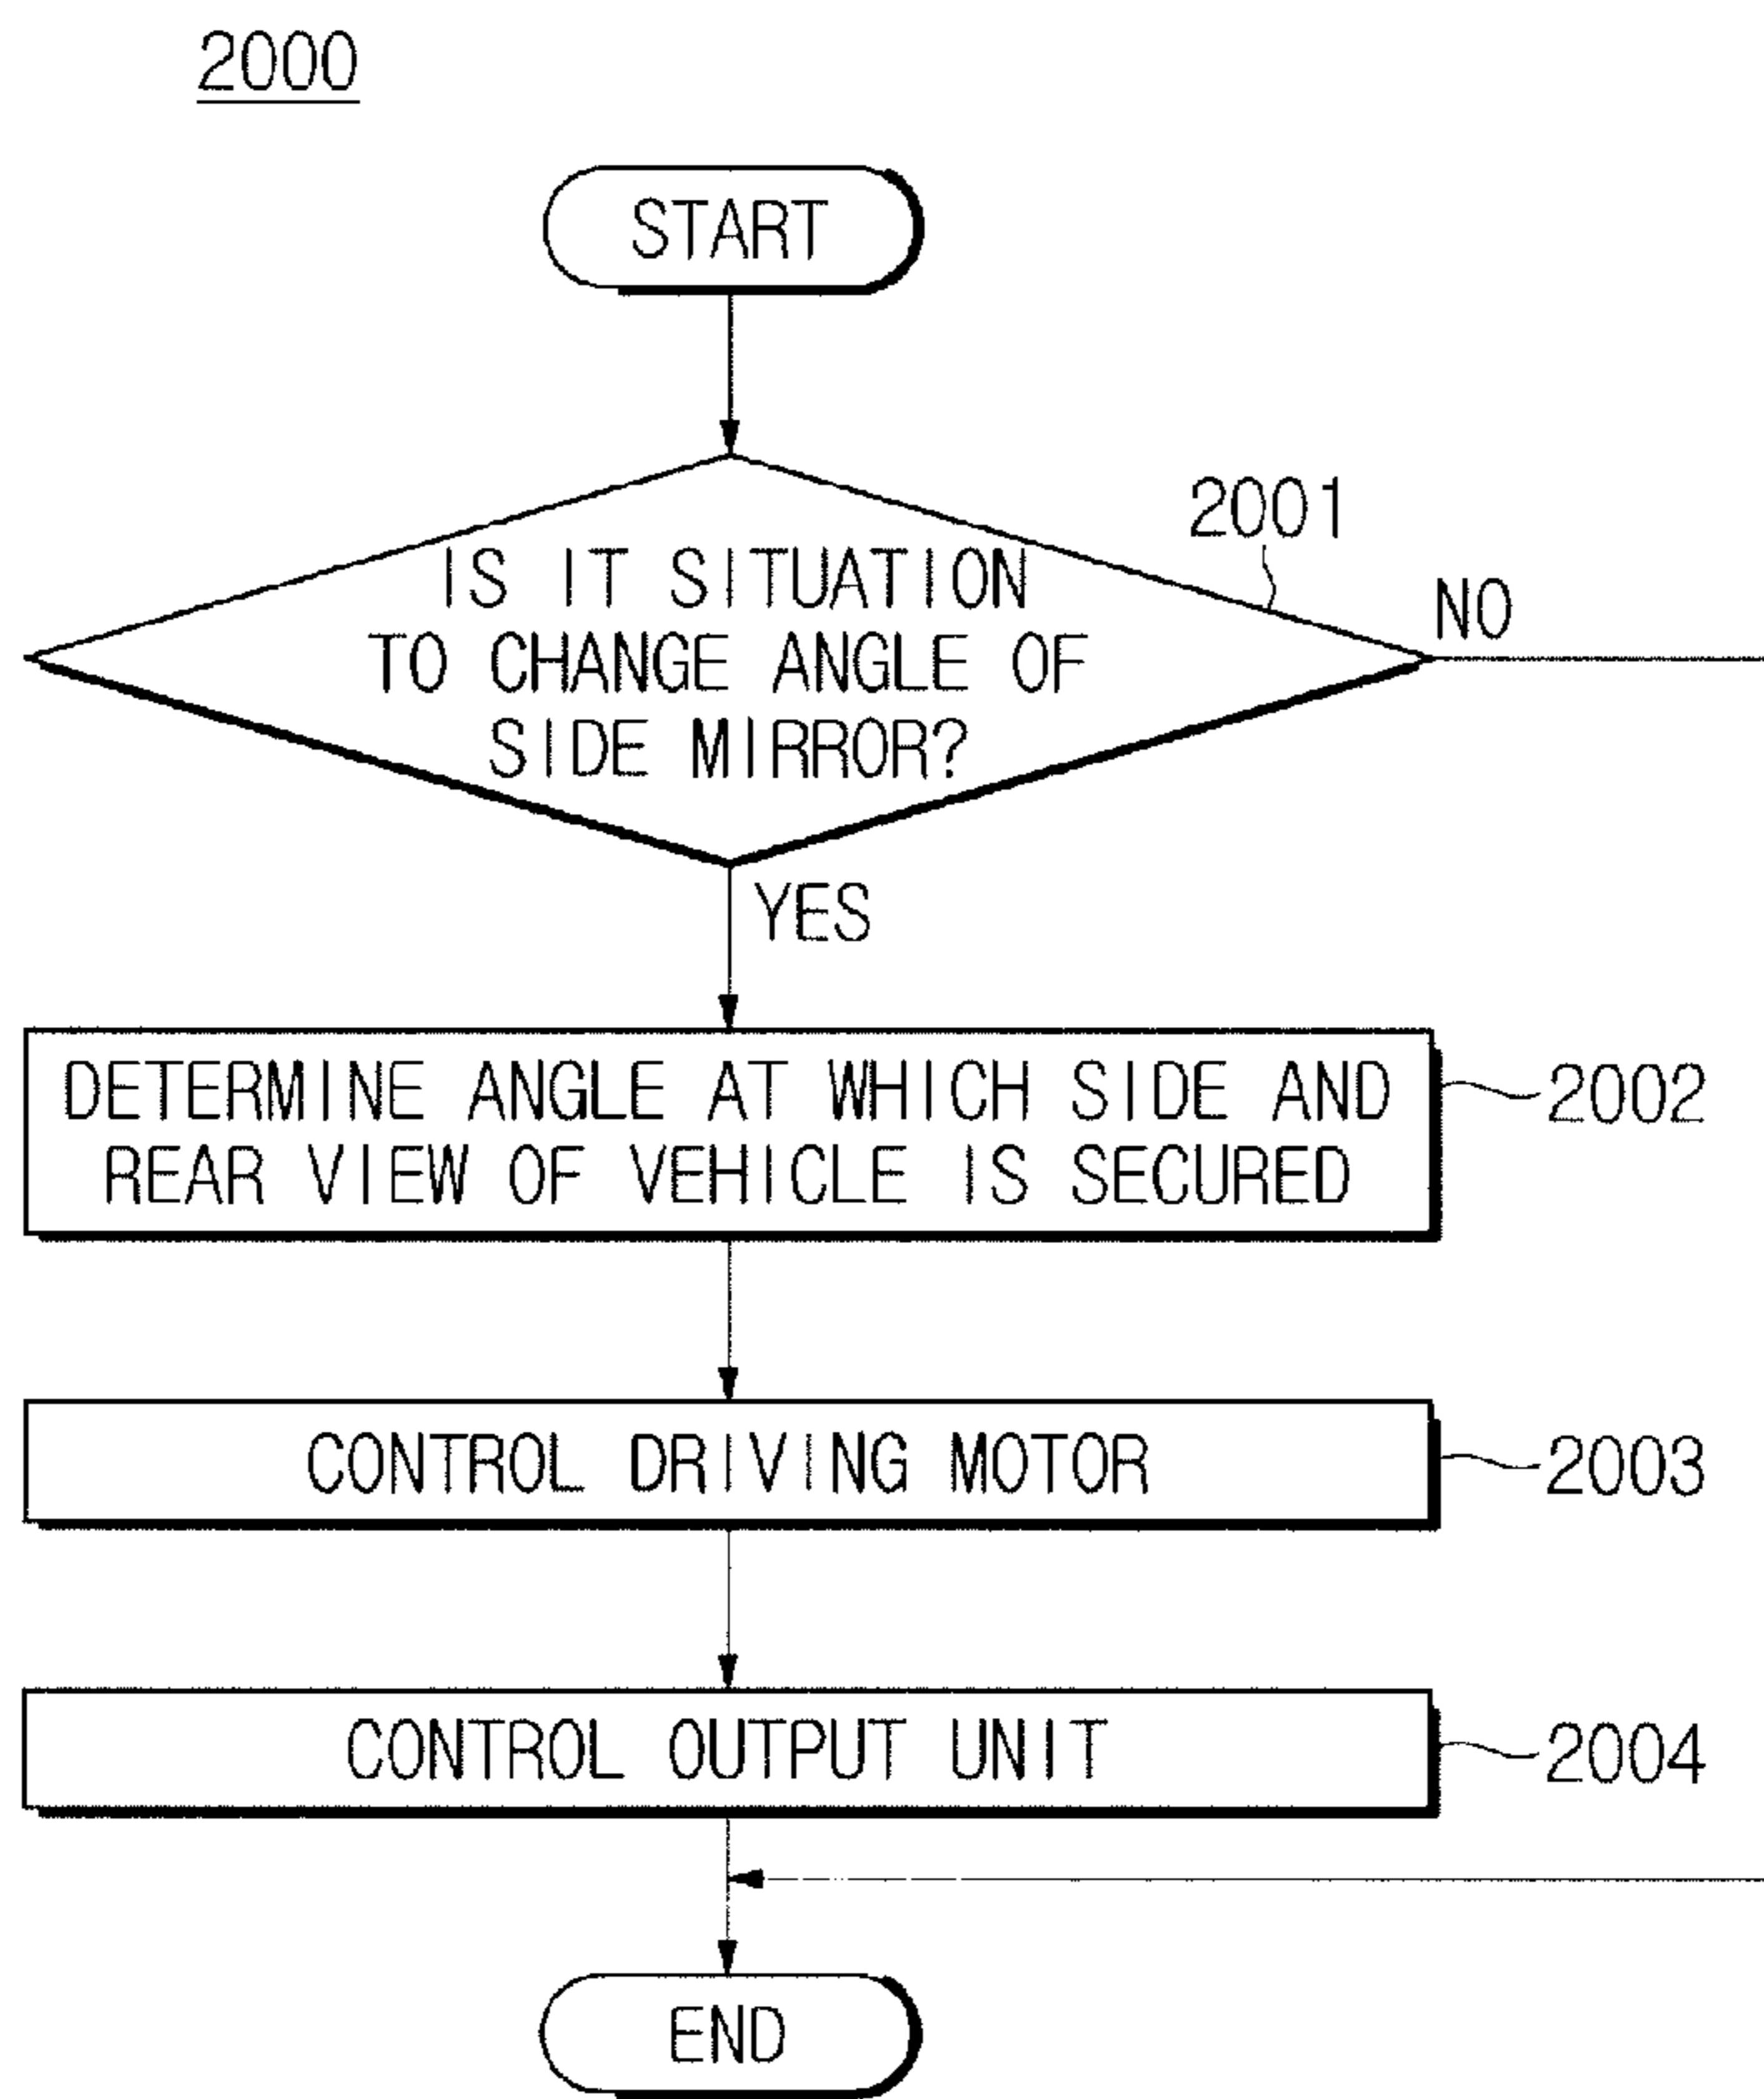 2000
START
2001
IS IT SITUATION
TO CHANGE ANGLE OF
SIDE MIRROR?
NO
YES
DETERMINE ANGLE AT WHICH SIDE AND
REAR VIEW OF VEHICLE IS SECURED
2002
CONTROL DRIVING MOTOR
2003
CONTROL OUTPUT UNIT
2004
END